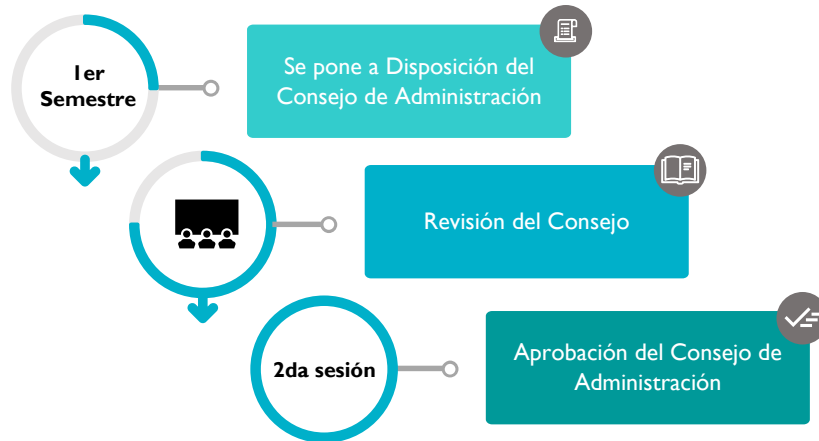 1er
Semestre
Se pone a Disposición del
Consejo de Administración
Revisión del Consejo
2da sesión
Aprobación del Consejo de
Administración